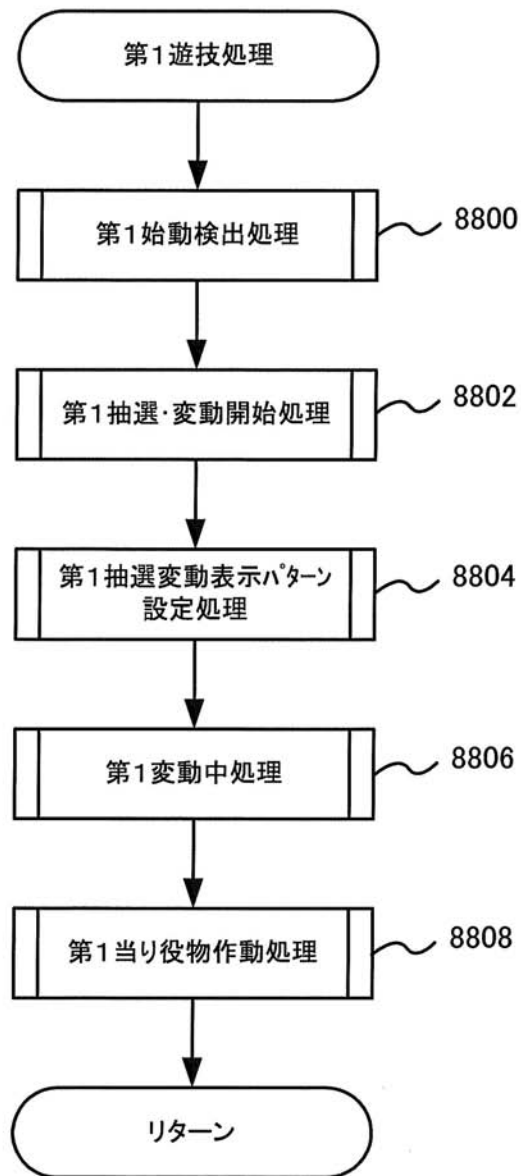 第1遊技処理
第1始動検出処理
8800
第1抽選・変動開始処理
8802
第1抽選変動表示ﾊﾟﾀｰﾝ
設定処理
8804
第1変動中処理
8806
第1当り役物作動処理
8808
リターン